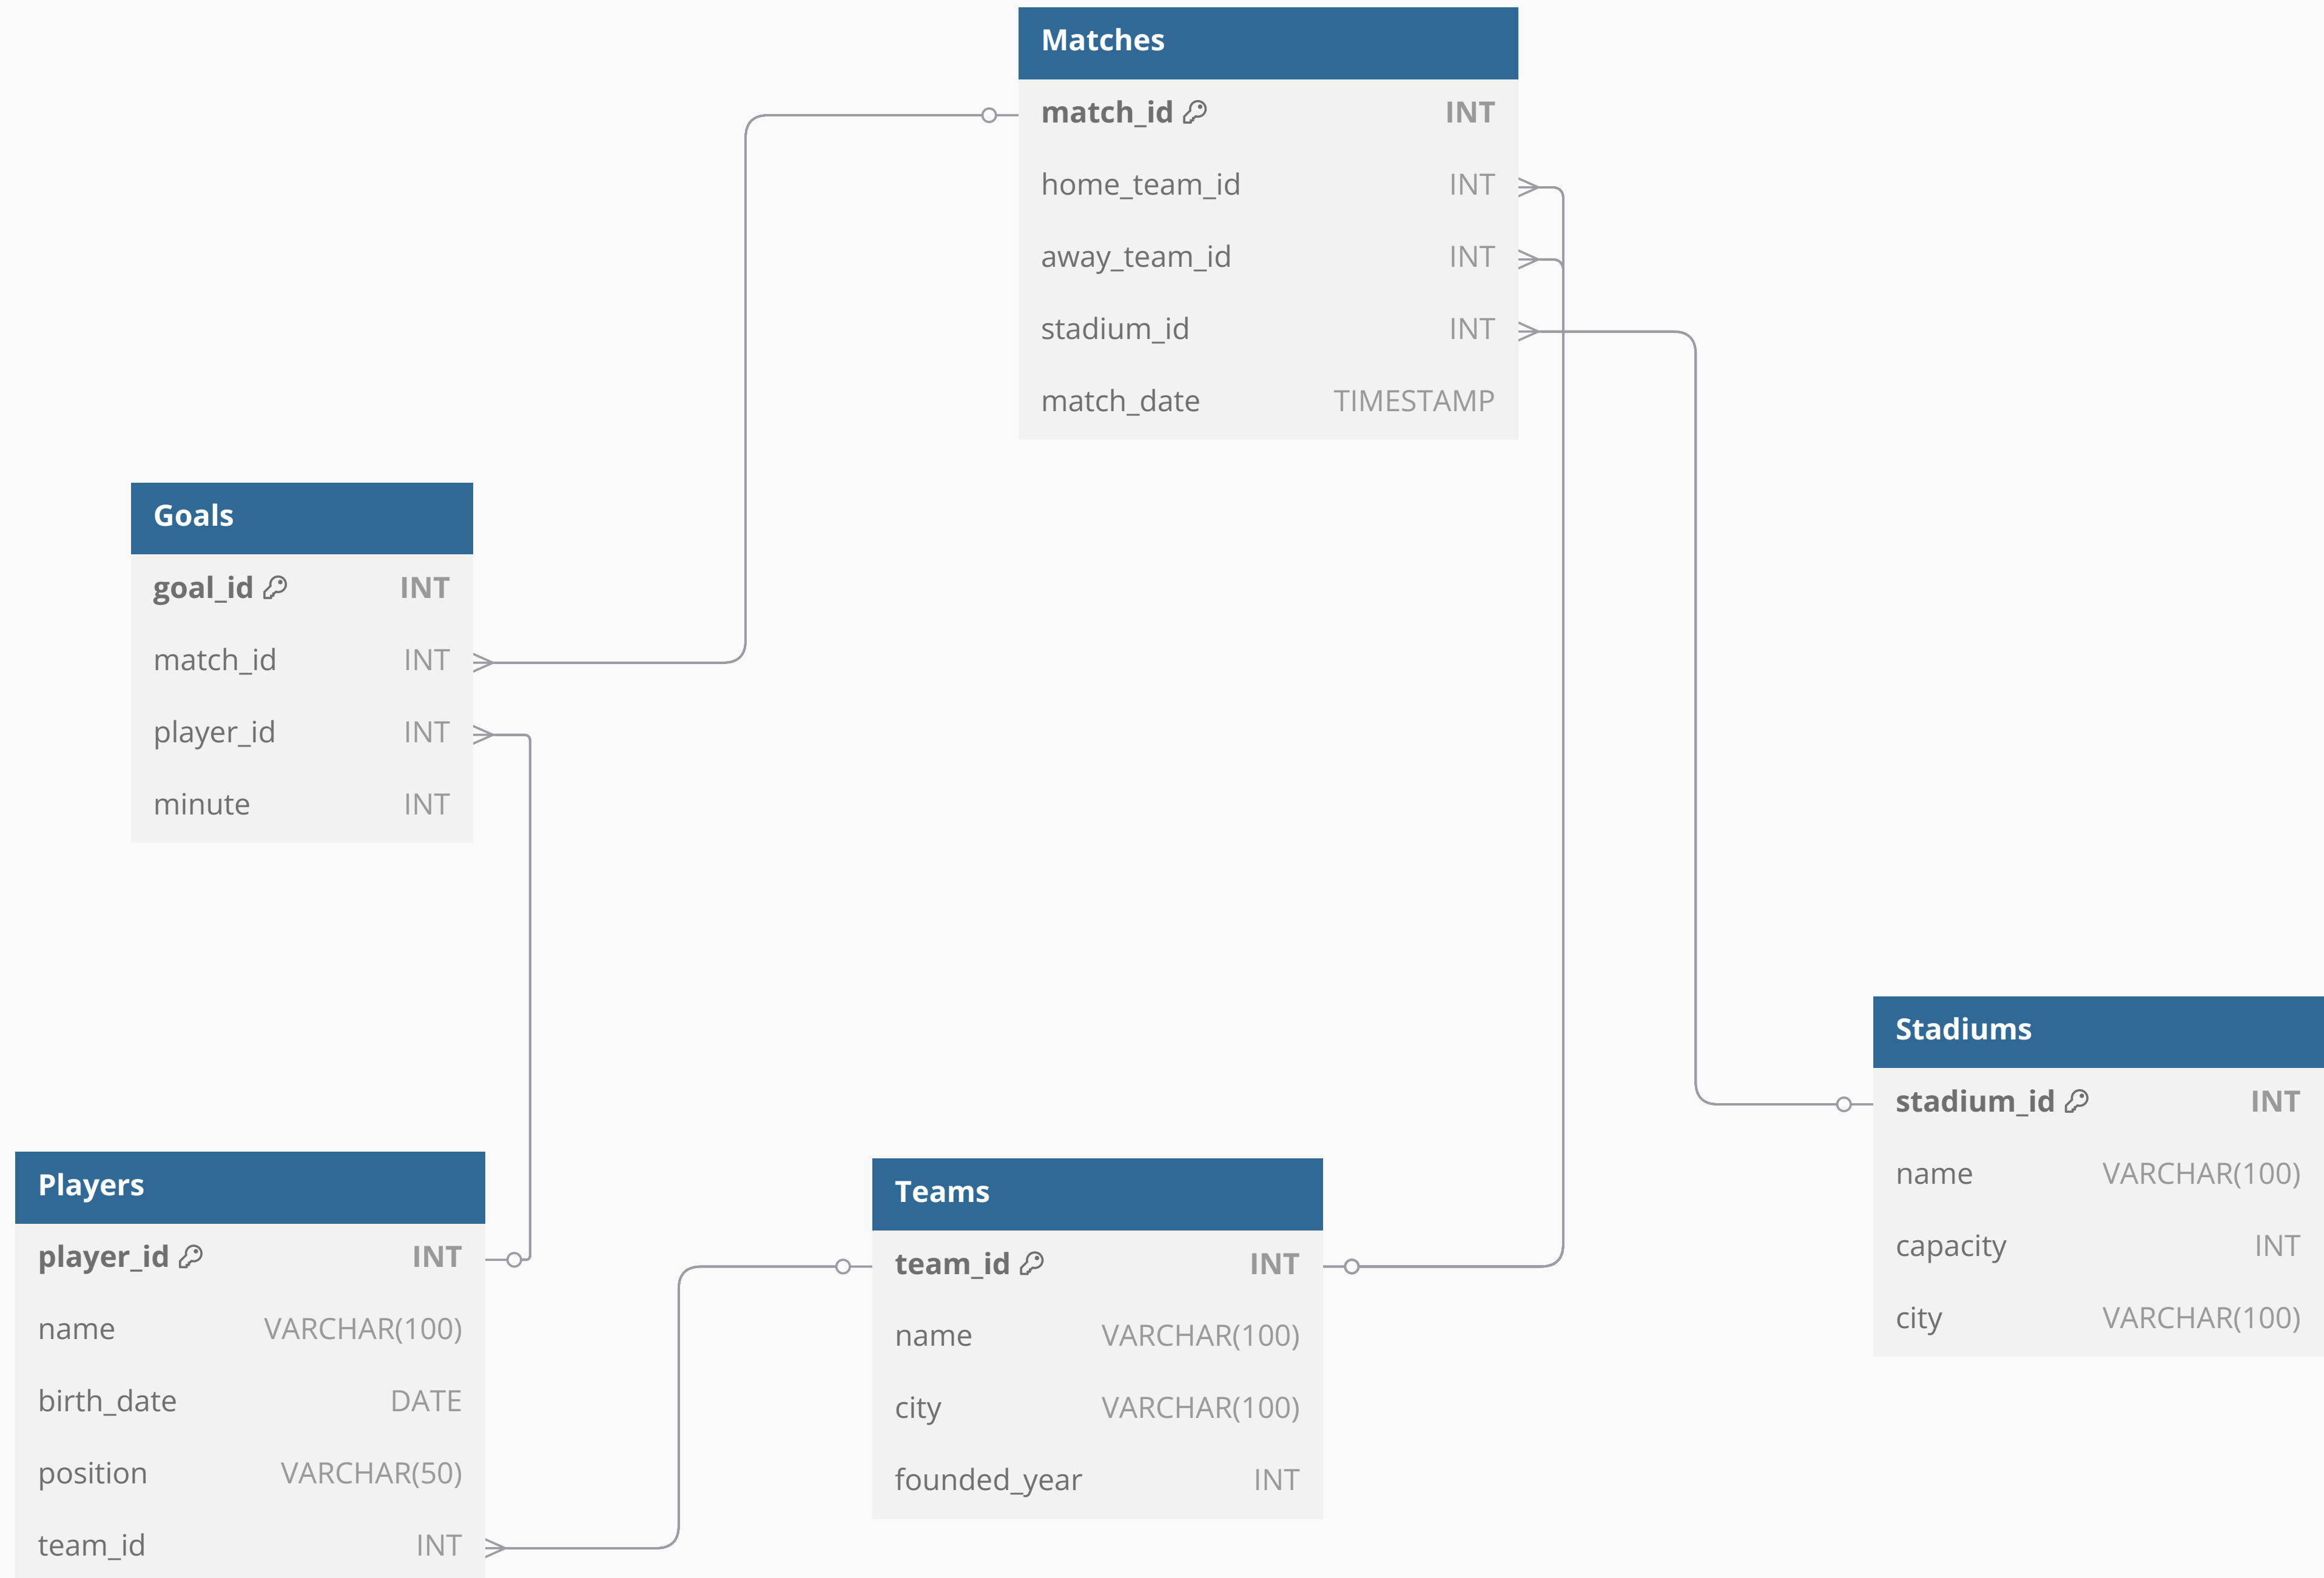 Matches
match_id INT
home_team_id INT
away_team_id INT
stadium_id INT
match_date TIMESTAMP
Goals
goal_id INT
match_id INT
player_id INT
minute INT
Players
player_id INT
name VARCHAR(100)
birth_date DATE
position VARCHAR(50)
team_id INT
Teams
team_id INT
name VARCHAR(100)
city VARCHAR(100)
founded_year INT
Stadiums
stadium_id INT
name VARCHAR(100)
capacity INT
city VARCHAR(100)